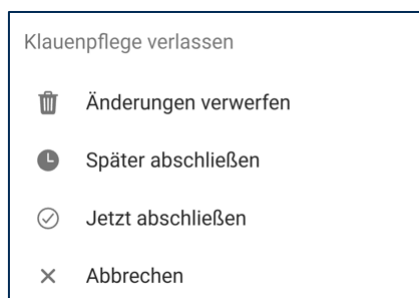 Klauenpflege verlassen
Änderungen verwerfen
Später abschließen
Jetzt abschließen
Abbrechen